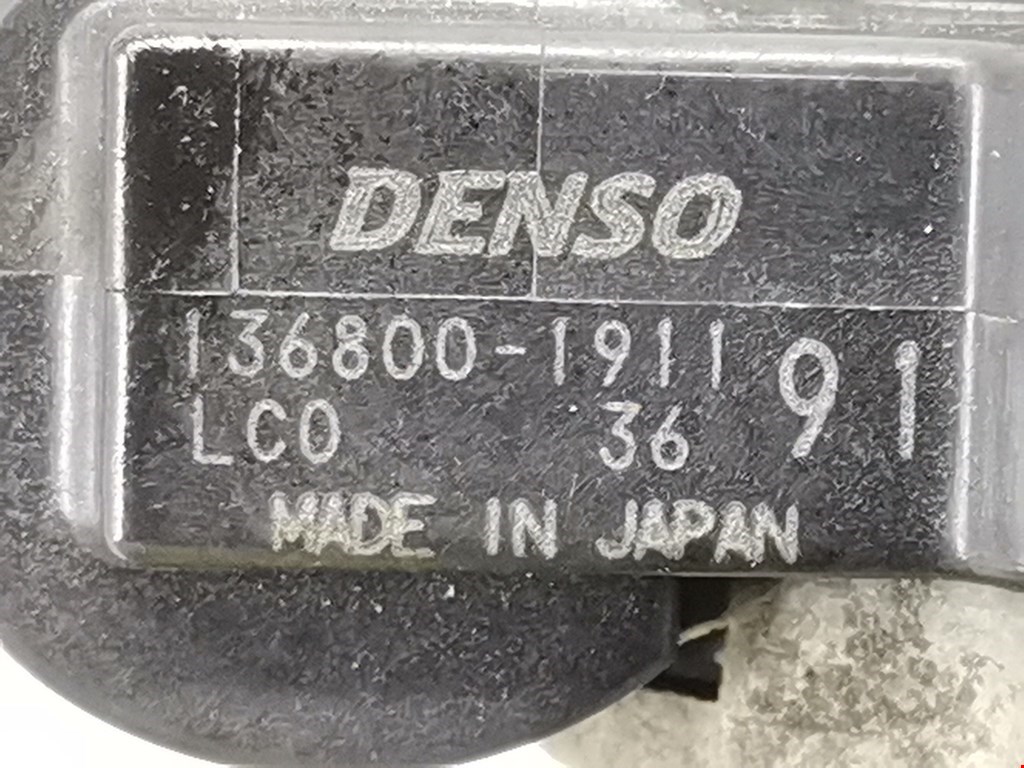 DENSO
136800-1911 91
LC0 36
MADE IN JAPAN